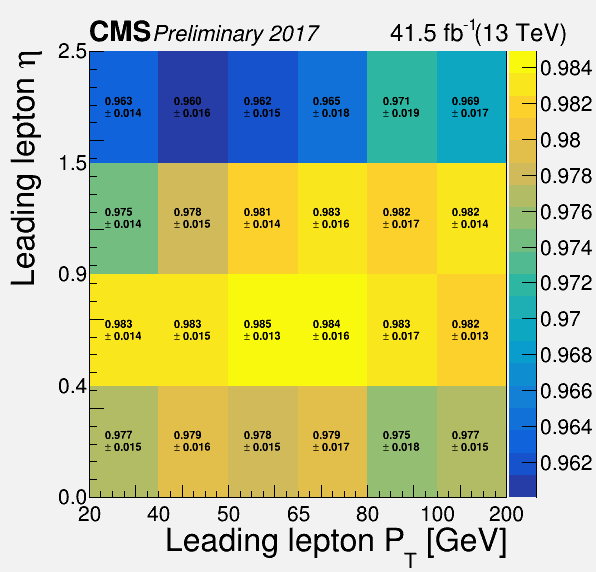 CMS Preliminary 2017 41.5 fb⁻¹(13 TeV)
Leading lepton η
2.5
1.5
0.9
0.4
0.0
0.963 0.960 0.962 0.965 0.971 0.969
± 0.014 ± 0.016 ± 0.015 ± 0.018 ± 0.019 ± 0.017
0.975 0.978 0.981 0.983 0.982 0.982
± 0.014 ± 0.015 ± 0.014 ± 0.016 ± 0.017 ± 0.014
0.983 0.983 0.985 0.984 0.983 0.982
± 0.014 ± 0.015 ± 0.013 ± 0.016 ± 0.017 ± 0.013
0.977 0.979 0.978 0.979 0.975 0.977
± 0.015 ± 0.016 ± 0.015 ± 0.017 ± 0.018 ± 0.015
20 40 50 65 80 100 200
Leading lepton P_T [GeV]
0.984
0.982
0.98
0.978
0.976
0.974
0.972
0.97
0.968
0.966
0.964
0.962